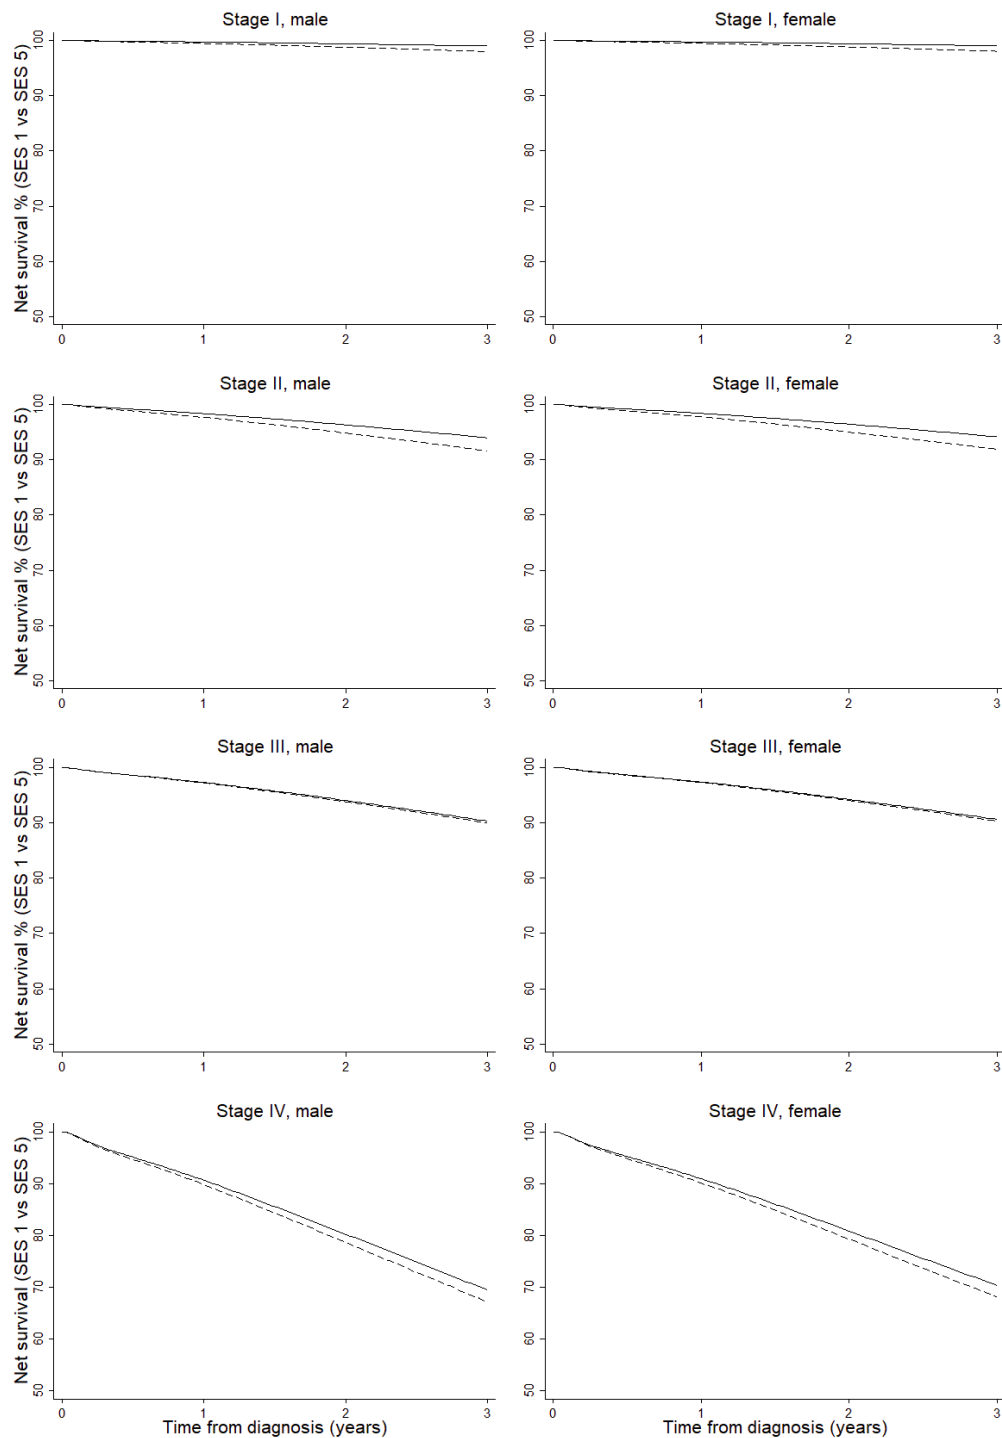 Stage I, male
Net survival % (SES 1 vs SES 5)
100
90
80
70
60
50
0 1 2 3
Stage I, female
100
90
80
70
60
50
0 1 2 3
Stage II, male
Net survival % (SES 1 vs SES 5)
100
90
80
70
60
50
0 1 2 3
Stage II, female
100
90
80
70
60
50
0 1 2 3
Stage III, male
Net survival % (SES 1 vs SES 5)
100
90
80
70
60
50
0 1 2 3
Stage III, female
100
90
80
70
60
50
0 1 2 3
Stage IV, male
Net survival (SES 1 vs SES 5)
100
90
80
70
60
50
0 1 2 3
Time from diagnosis (years)
Stage IV, female
100
90
80
70
60
50
0 1 2 3
Time from diagnosis (years)